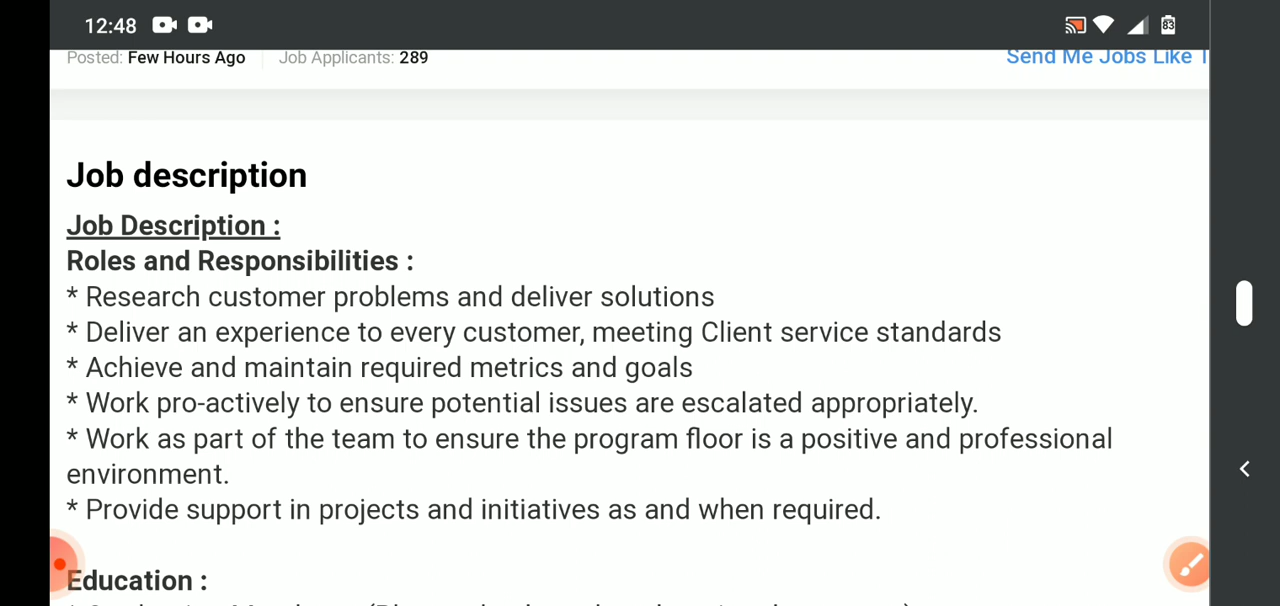 12:48 83
Posted: Few Hours Ago Job Applicants: 289 Send Me Jobs Like
Job description
Job Description :
Roles and Responsibilities :
* Research customer problems and deliver solutions
* Deliver an experience to every customer, meeting Client service standards
* Achieve and maintain required metrics and goals
* Work pro-actively to ensure potential issues are escalated appropriately.
* Work as part of the team to ensure the program floor is a positive and professional
environment.
* Provide support in projects and initiatives as and when required.
Education :